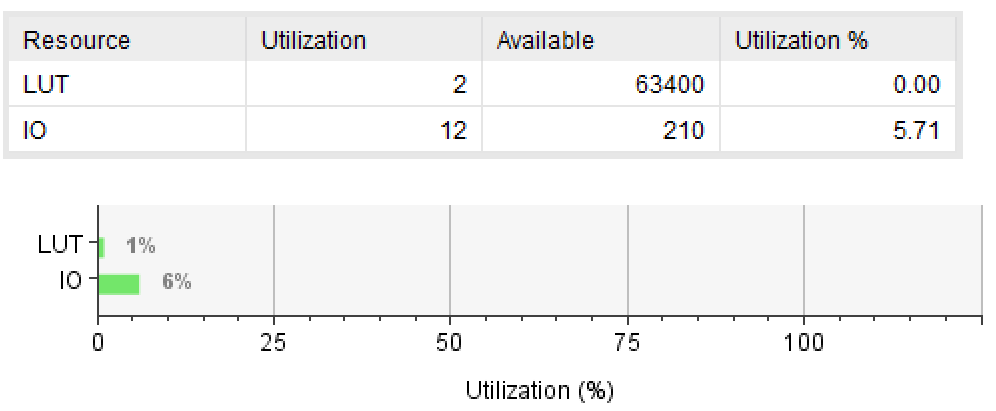 Resource Utilization Available Utilization %
LUT 2 63400 0.00
IO 12 210 5.71
LUT 1%
IO 6%
0 25 50 75 100
Utilization (%)